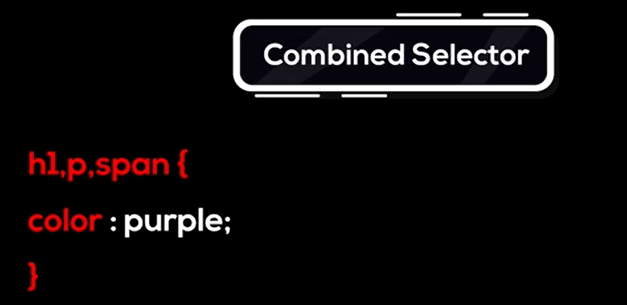 Combined Selector
h1,p,span {
color : purple;
}